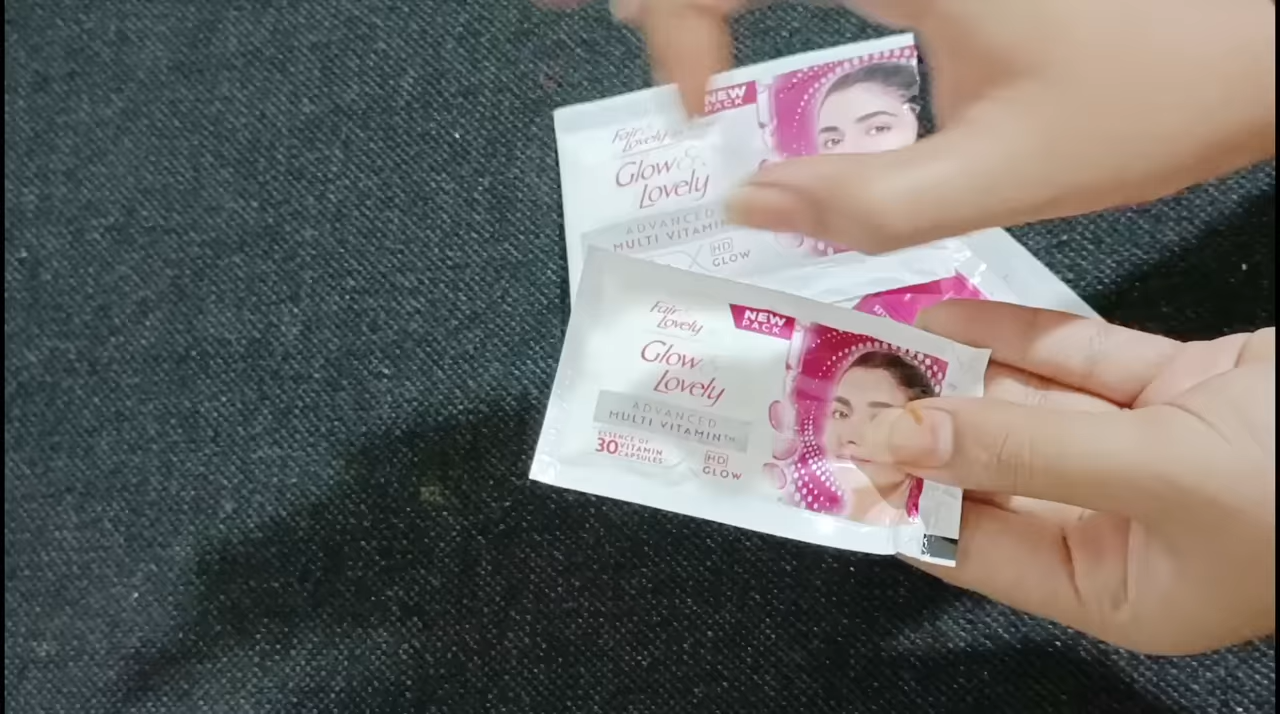 NEW
PACK
Fair &
Lovely
Glow &
Lovely
ADVANCED
MULTI VITAMIN
HD
GLOW
Fair &
Lovely
NEW
PACK
Glow &
Lovely
ADVANCED
MULTI VITAMIN™
ESSENCE OF
30 VITAMIN
CAPSULES
HD
GLOW